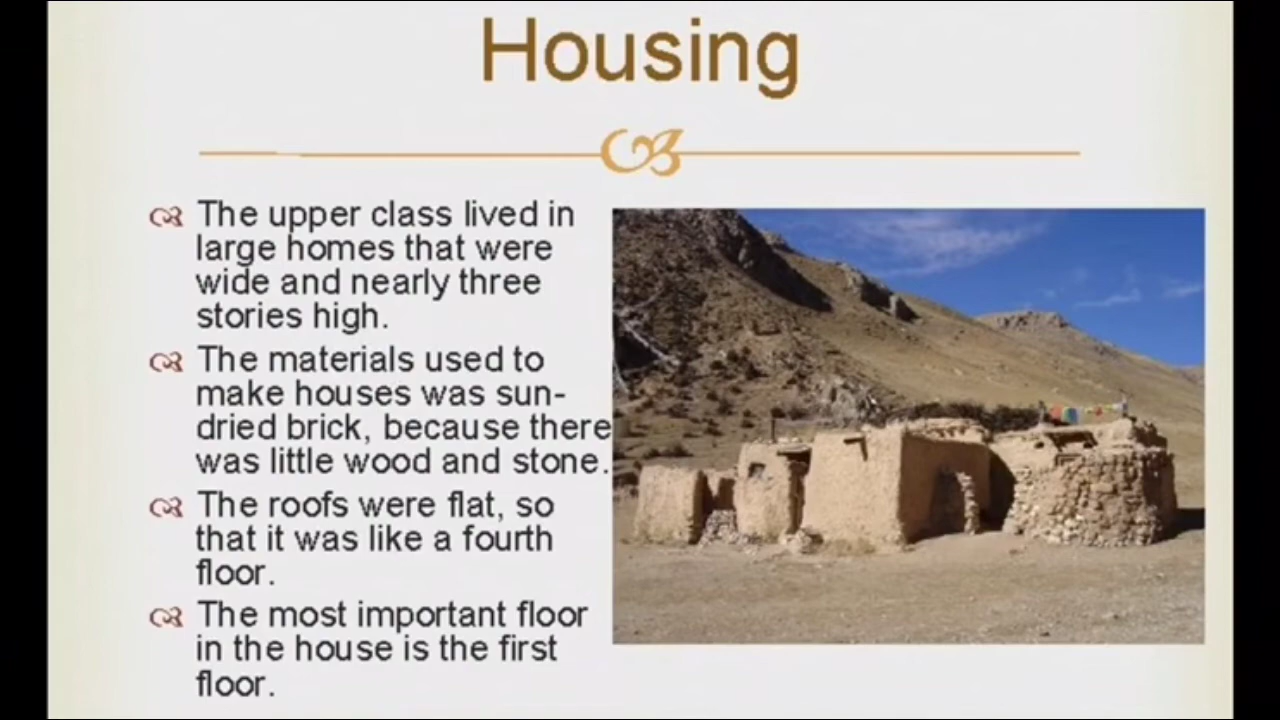 Housing
The upper class lived in
large homes that were
wide and nearly three
stories high.
The materials used to
make houses was sun-
dried brick, because there
was little wood and stone.
The roofs were flat, so
that it was like a fourth
floor.
The most important floor
in the house is the first
floor.